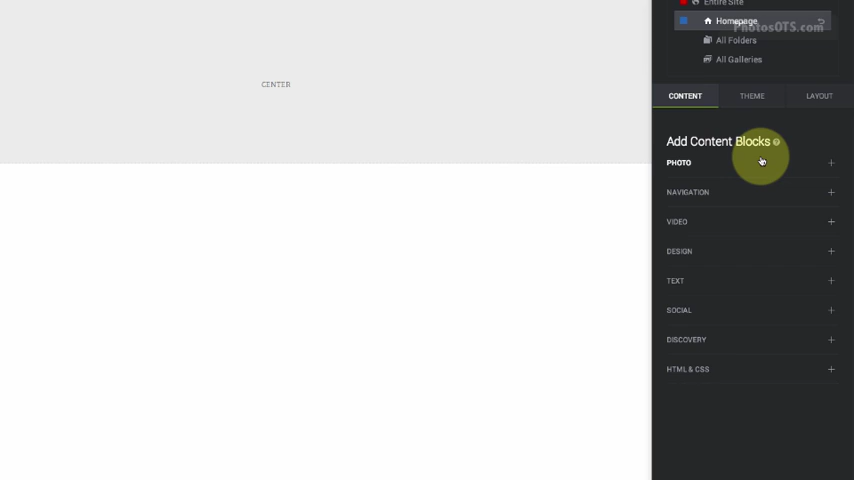 Entire Site
Homepage
PhotosOTS.com
All Folders
All Galleries
CONTENT THEME LAYOUT
CENTER
Add Content Blocks ?
PHOTO +
NAVIGATION +
VIDEO +
DESIGN +
TEXT +
SOCIAL +
DISCOVERY +
HTML & CSS +